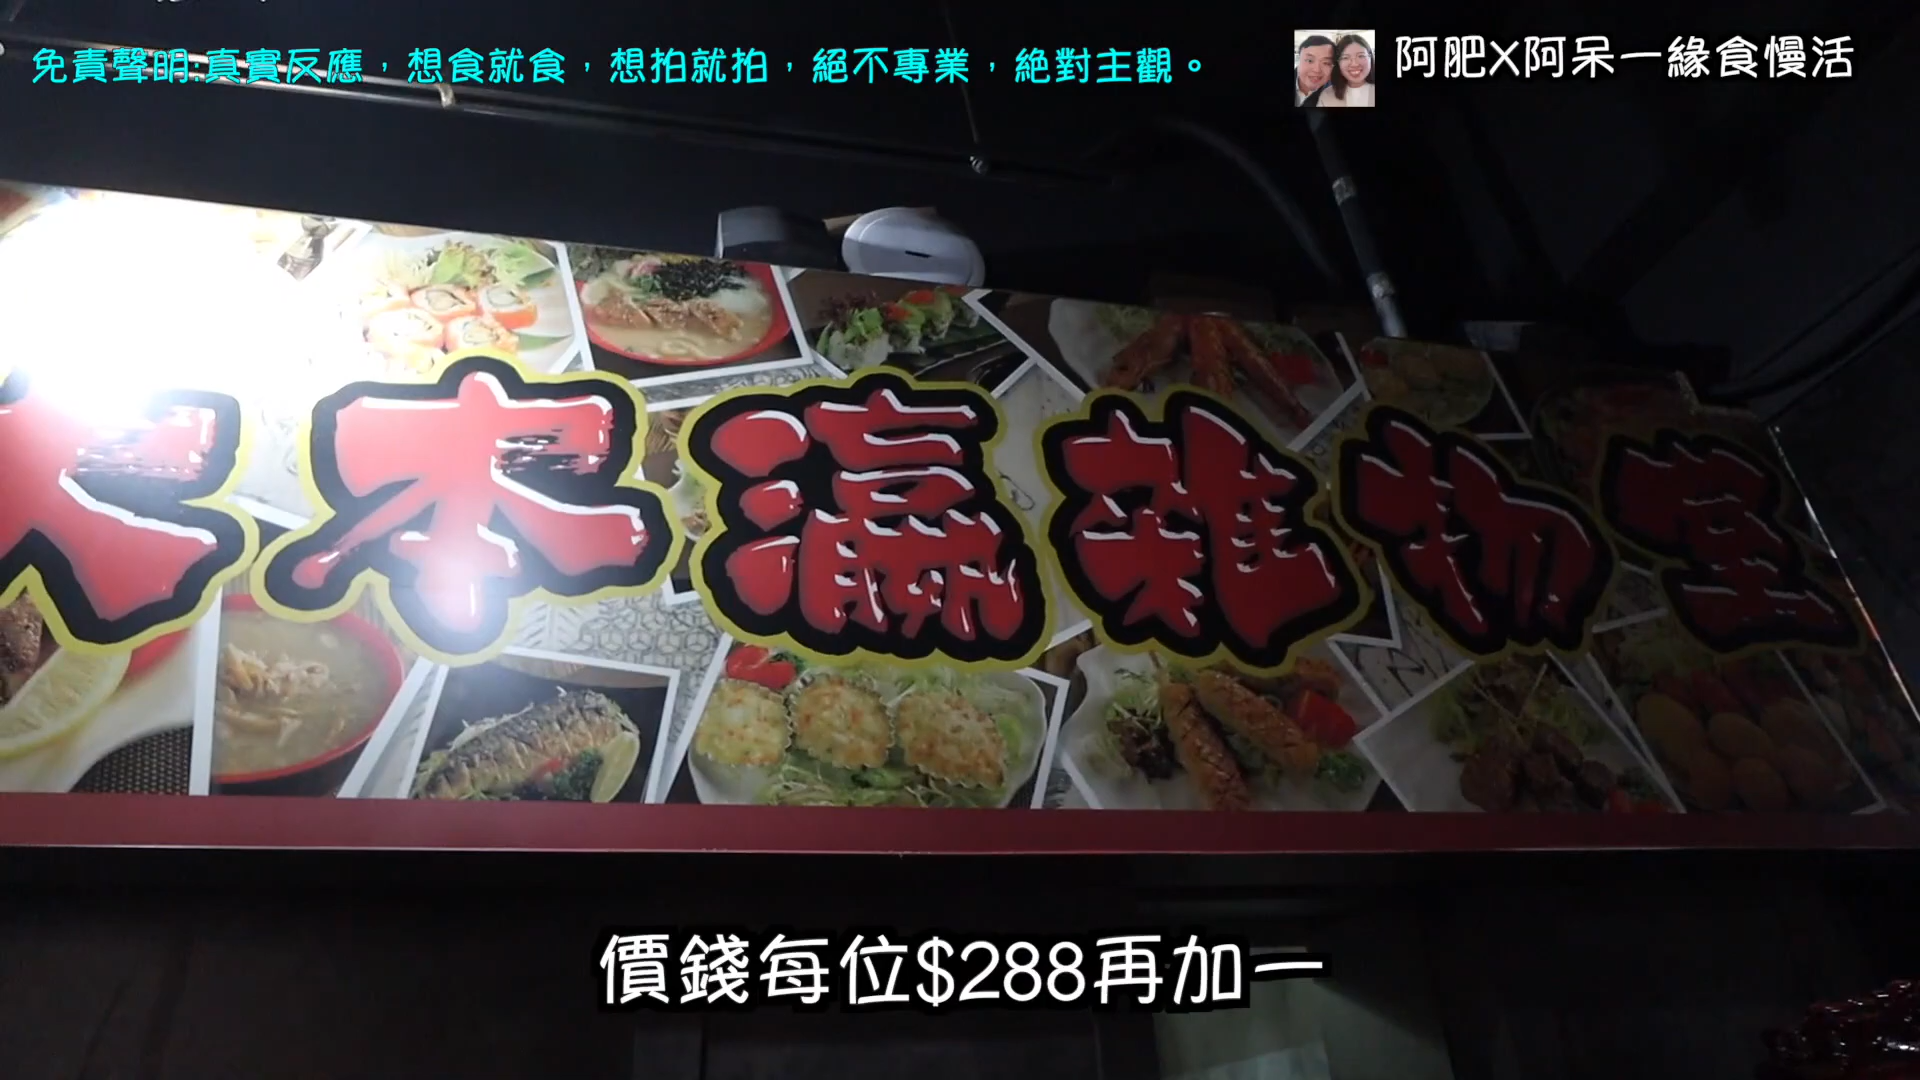 免責聲明:真實反應，想食就食，想拍就拍，絕不專業，絶對主觀。
阿肥X阿呆一緣食慢活
本瀛雜物室
價錢每位$288再加一